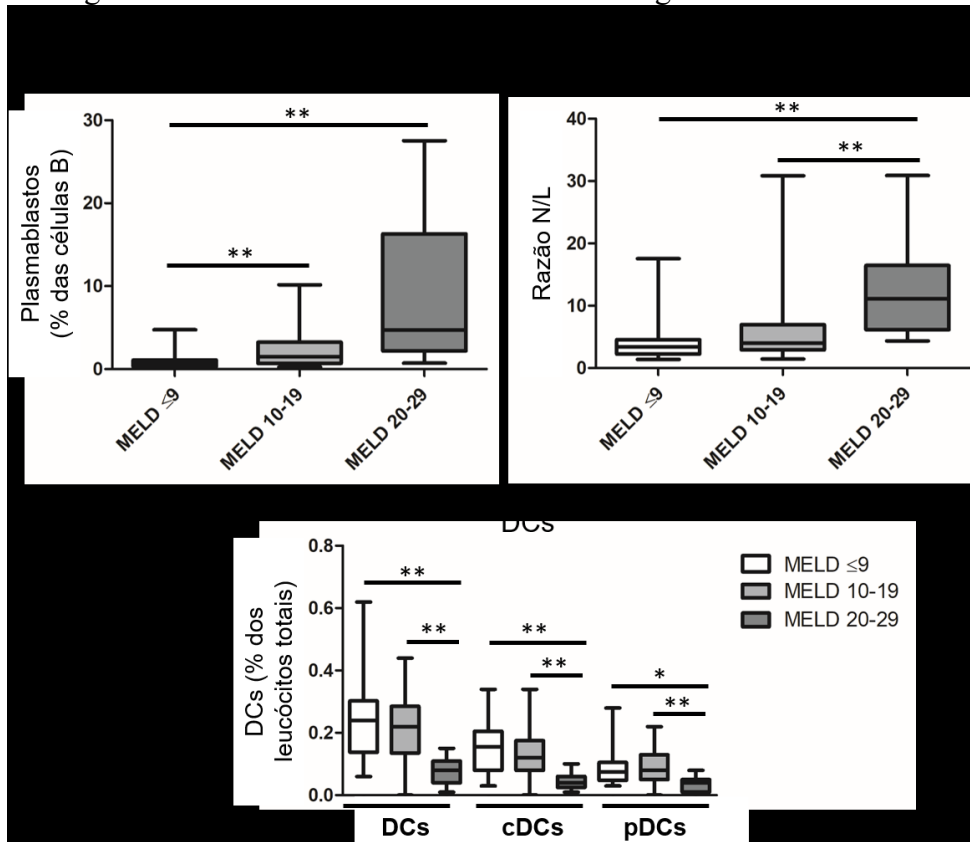 Plasmablastos
(% das células B)
30
20
10
0
**
**
MELD ≤9
MELD 10-19
MELD 20-29
Razão N/L
40
30
20
10
0
**
**
MELD ≤9
MELD 10-19
MELD 20-29
DCs
DCs (% dos
leucócitos totais)
0.8
0.6
0.4
0.2
0.0
**
**
**
**
*
**
MELD ≤9
MELD 10-19
MELD 20-29
DCs
cDCs
pDCs